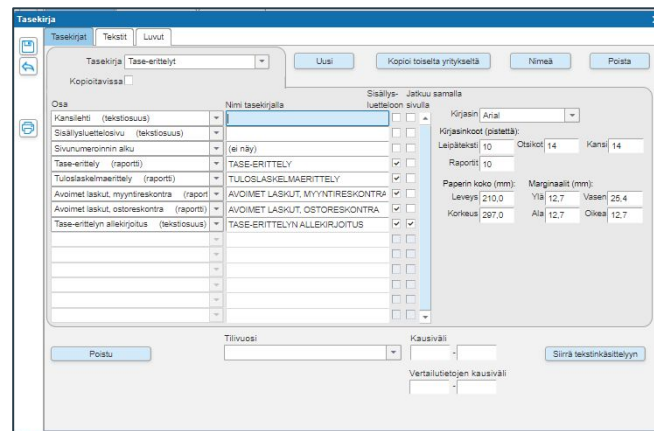 Tasekirja
Tasekirjat Tekstit Luvut
Tasekirja Tase-erittelyt Uusi Kopioi toiselta yritykseltä Nimeä Poista
Kopioitavissa
Sisällys- Jatkuu samalla
Osa Nimi tasekirjalla luetteloon sivulla
Kansilehti (tekstiosuus)
Sisällysluettelosivu (tekstiosuus)
Sivunumeroinnin alku (ei näy)
Tase-erittely (raportti) TASE-ERITTELY
Tuloslaskelmaerittely (raportti) TULOSLASKELMAERITTELY
Avoimet laskut, myyntireskontra (raport AVOIMET LASKUT, MYYNTIRESKONTRA
Avoimet laskut, ostoreskontra (raportti) AVOIMET LASKUT, OSTORESKONTRA
Tase-erittelyn allekirjoitus (tekstiosuus) TASE-ERITTELYN ALLEKIRJOITUS
Kirjasin Arial
Kirjasinkoot (pistettä):
Leipäteksti 10 Otsikot 14 Kansi 14
Raportit 10
Paperin koko (mm): Marginaalit (mm):
Leveys 210,0 Ylä 12,7 Vasen 25,4
Korkeus 297,0 Ala 12,7 Oikea 12,7
Tilivuosi Kausiväli
Poistu - Siirrä tekstinkäsittelyyn
Vertailutietojen kausiväli
-